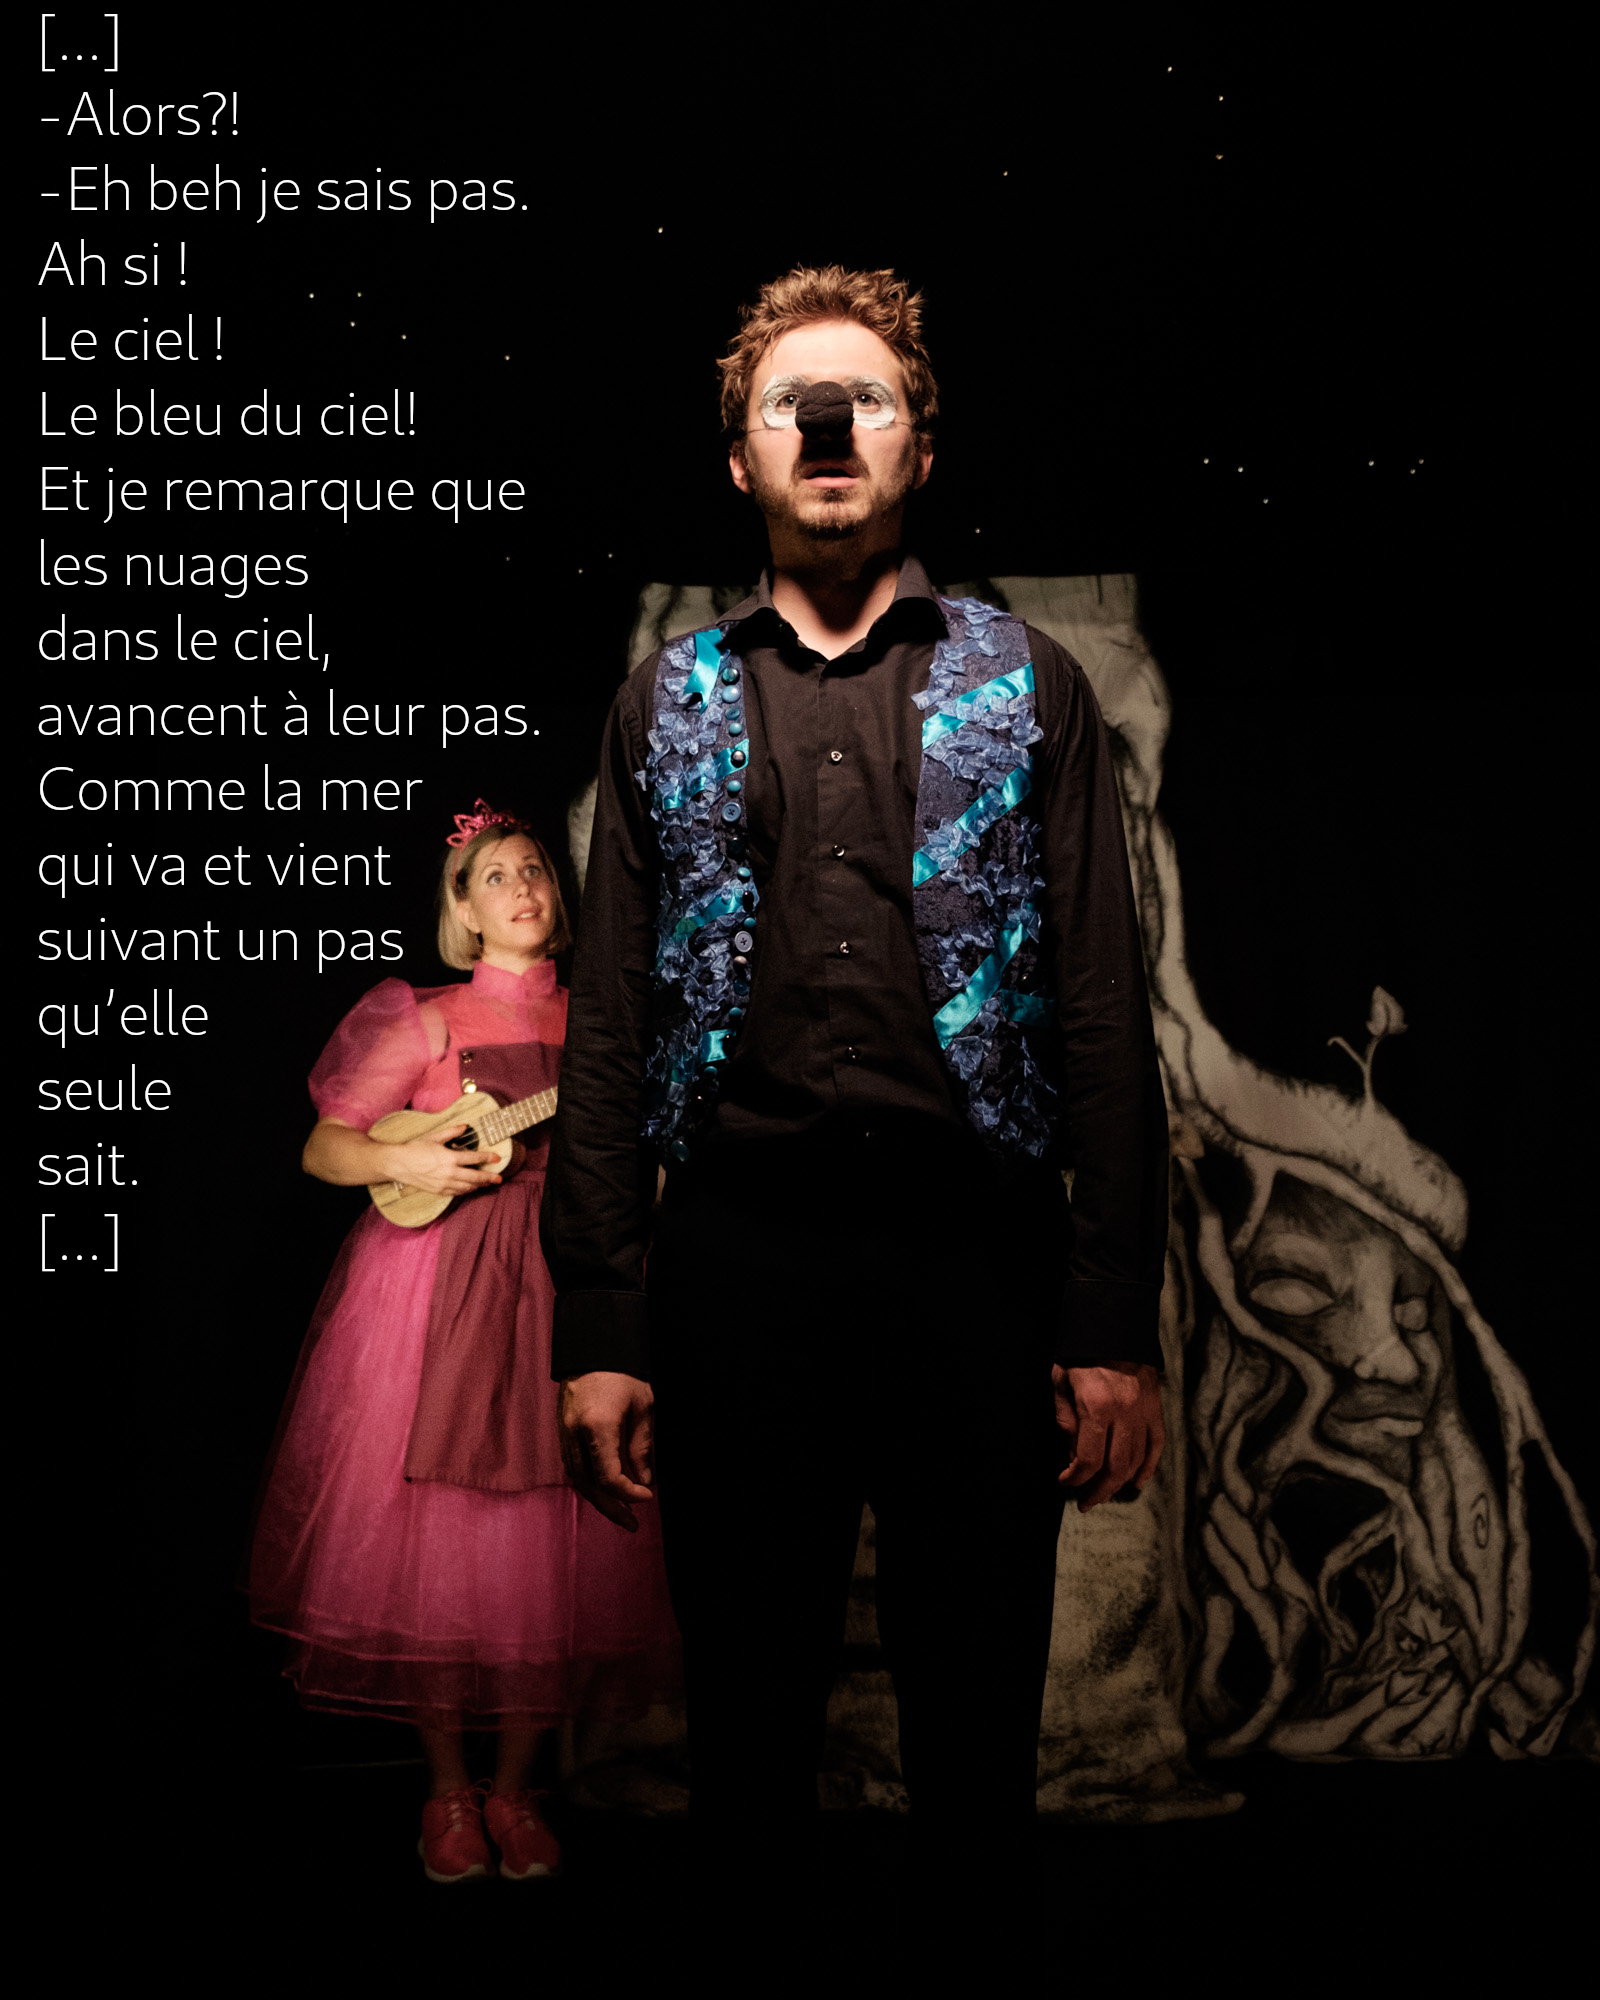 [...]
-Alors?!
-Eh beh je sais pas.
Ah si !
Le ciel !
Le bleu du ciel!
Et je remarque que
les nuages
dans le ciel,
avancent à leur pas.
Comme la mer
qui va et vient
suivant un pas
qu’elle
seule
sait.
[...]